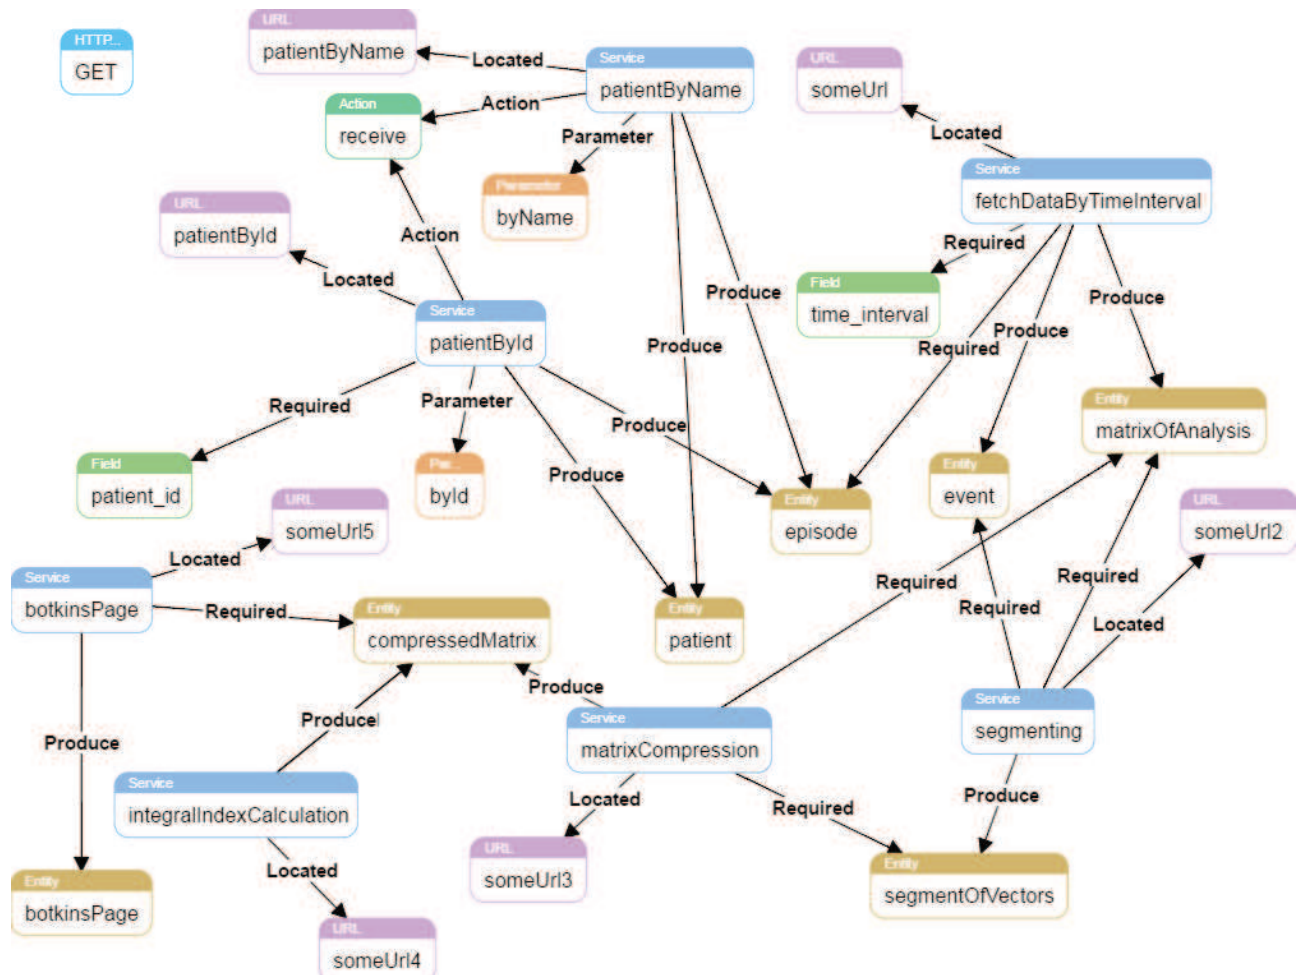 URL
patientByName
HTTP...
GET
Located
Service
patientByName
URL
someUrl
Action
receive
Action
Parameter
Located
Service
fetchDataByTimeInterval
Parameter
byName
URL
patientById
Action
Required
Located
Field
time_interval
Produce
Produce
Service
patientById
Produce
Produce
Required
Required
Parameter
Produce
Entity
matrixOfAnalysis
Produce
Field
patient_id
Par...
byId
Entity
event
URL
someUrl5
Entity
episode
URL
someUrl2
Located
Service
botkinsPage
Required
Entity
compressedMatrix
Entity
patient
Required
Required
Required
Located
Produce
Service
matrixCompression
Service
segmenting
Produce
Produce
Service
integralIndexCalculation
Located
Required
Produce
URL
someUrl3
Entity
segmentOfVectors
Located
Entity
botkinsPage
URL
someUrl4